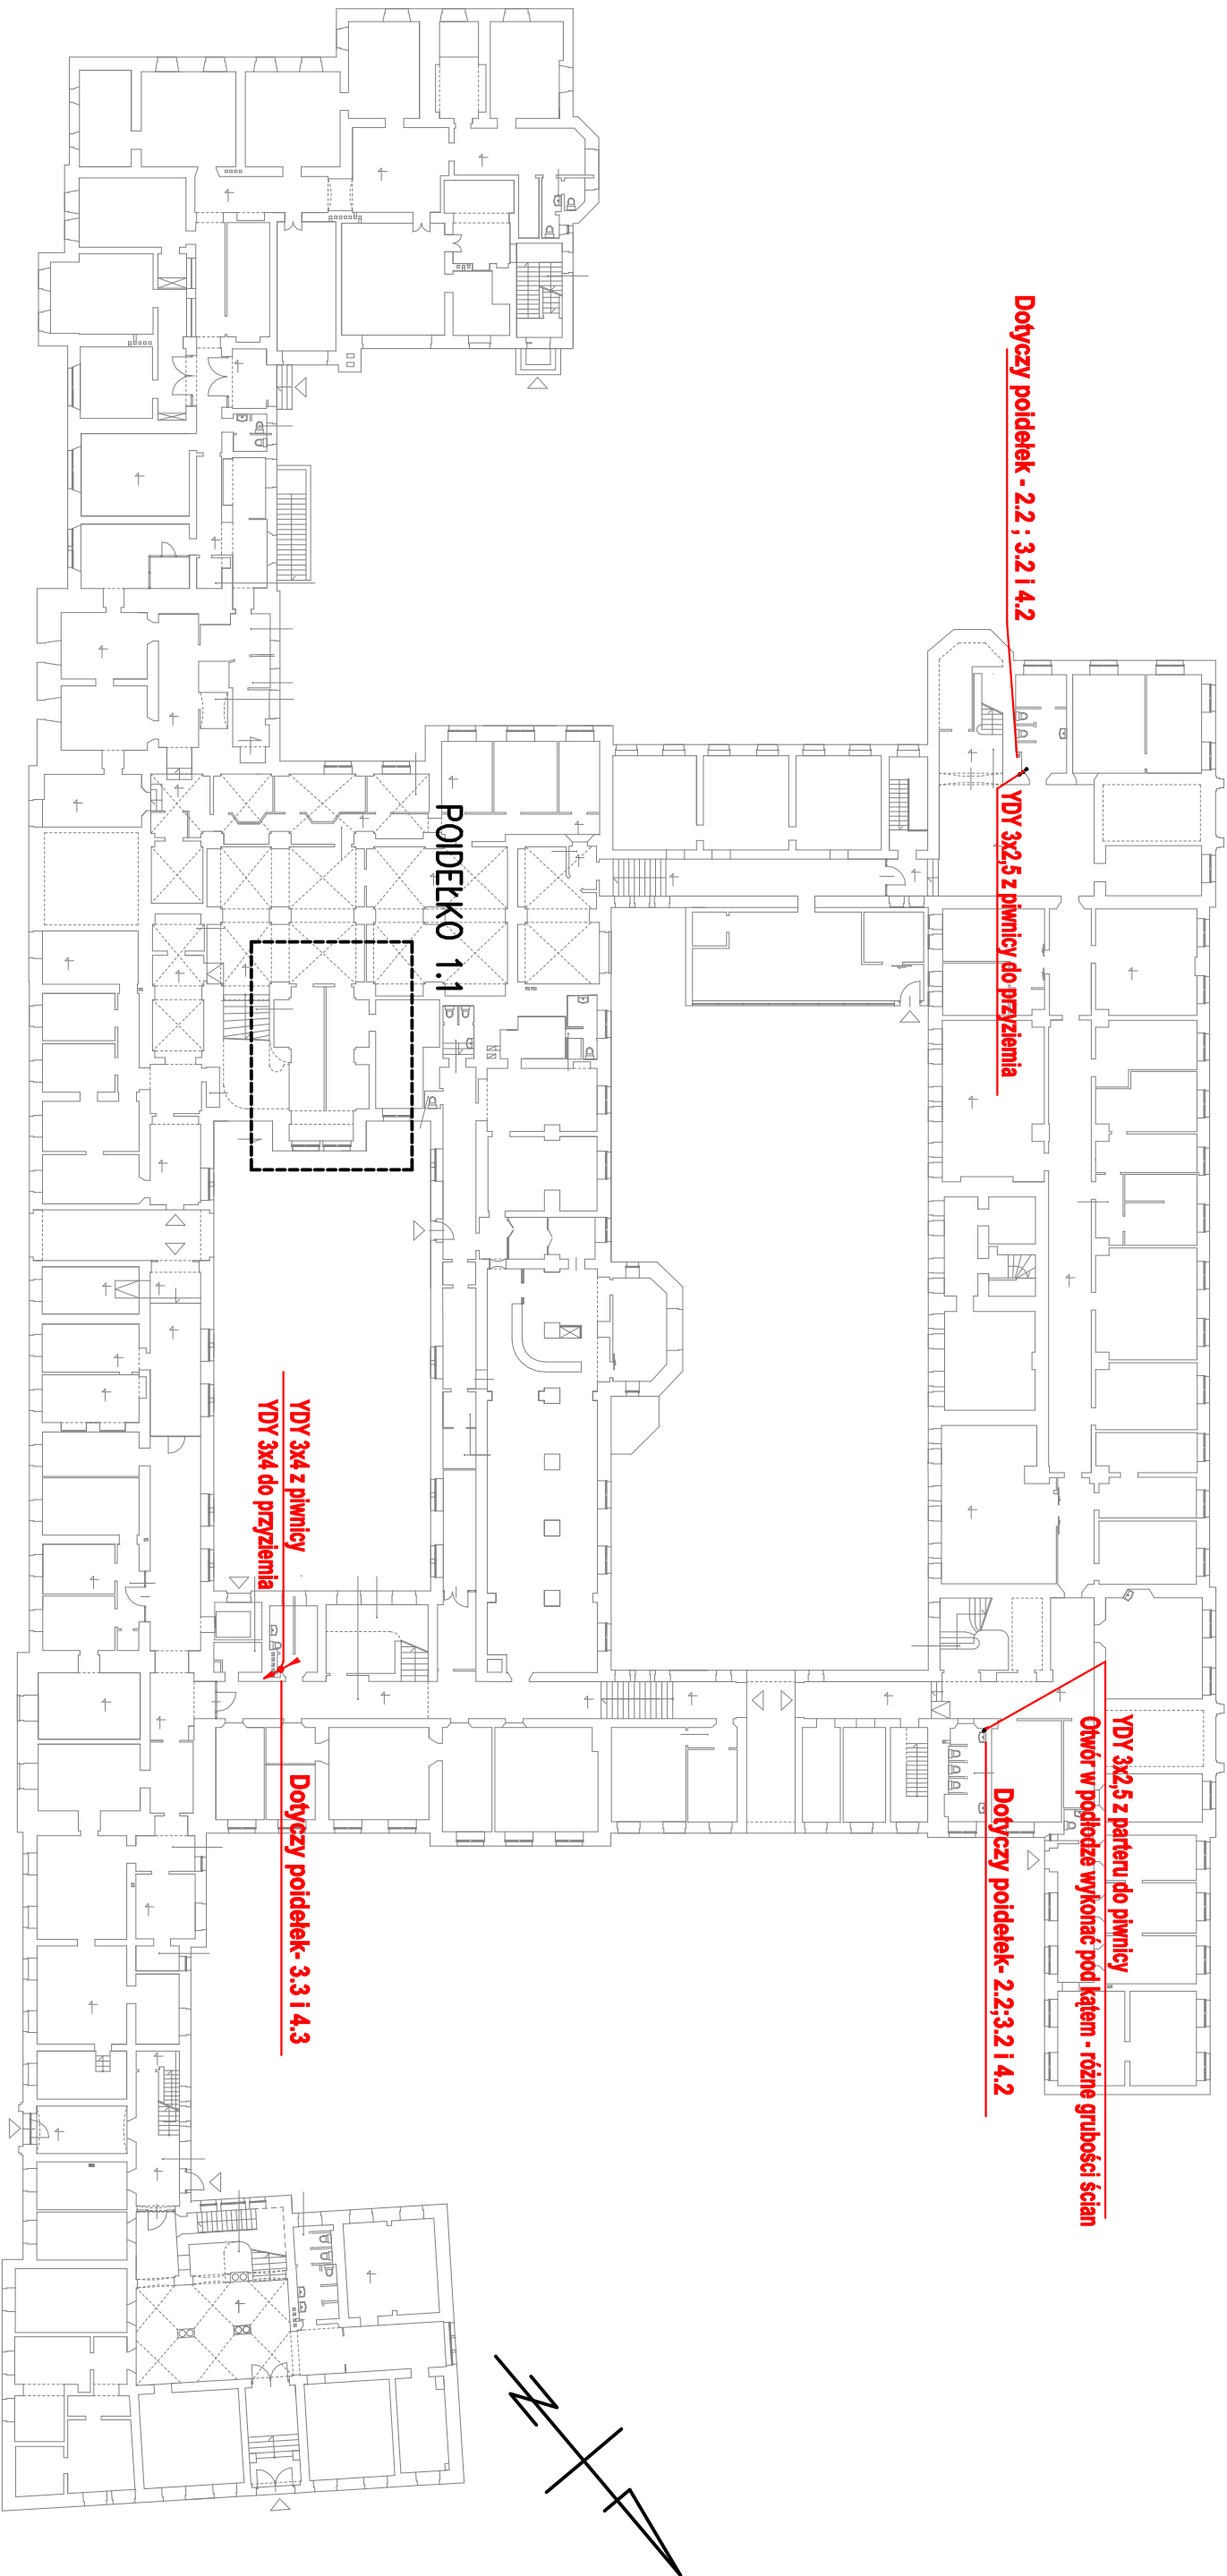 Dotyczy poidełek - 2.2 ; 3.2 i 4.2
YDY 3x2,5 z piwnicy do przyziemia
POIDEŁKO 1.1
YDY 3x4 z piwnicy
YDY 3x4 do przyziemia
Dotyczy poidełek- 3.3 i 4.3
YDY 3x2,5 z parteru do piwnicy
Otwór w podłodze wykonać pod kątem - różne grubości ścian
Dotyczy poidełek- 2.2;3.2 i 4.2
N